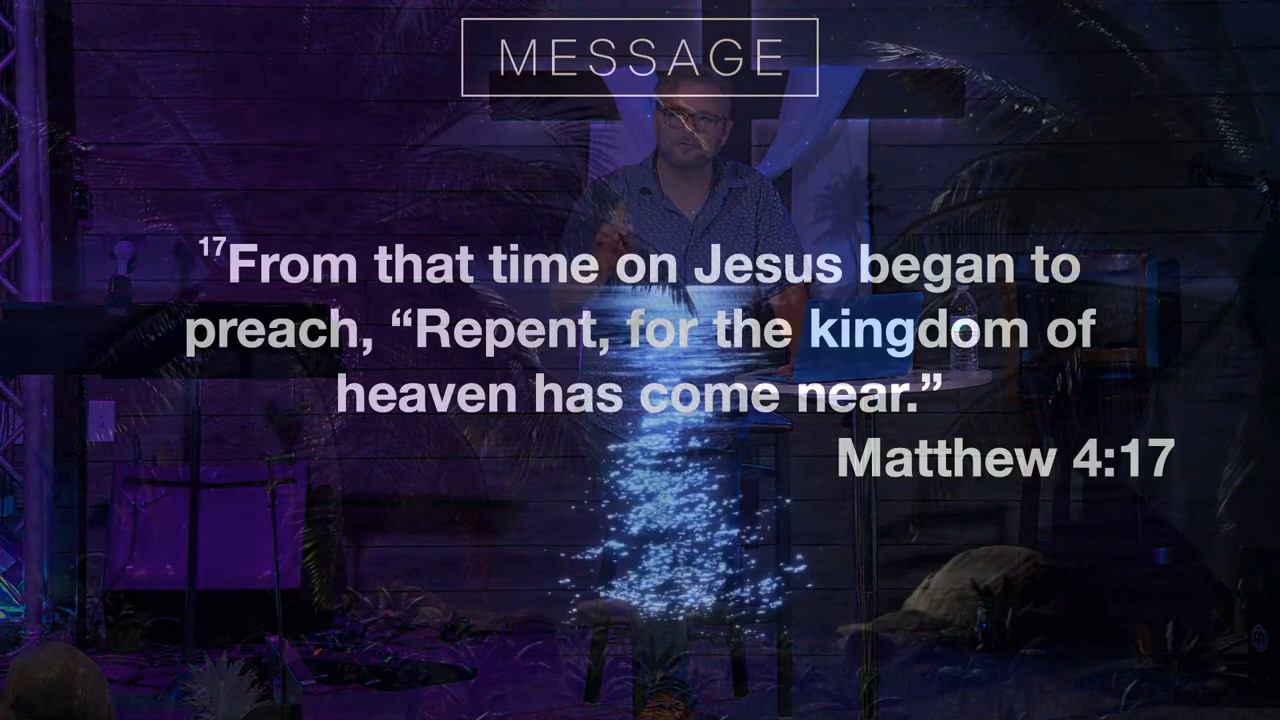 MESSAGE
¹⁷From that time on Jesus began to
preach, “Repent, for the kingdom of
heaven has come near.”
Matthew 4:17